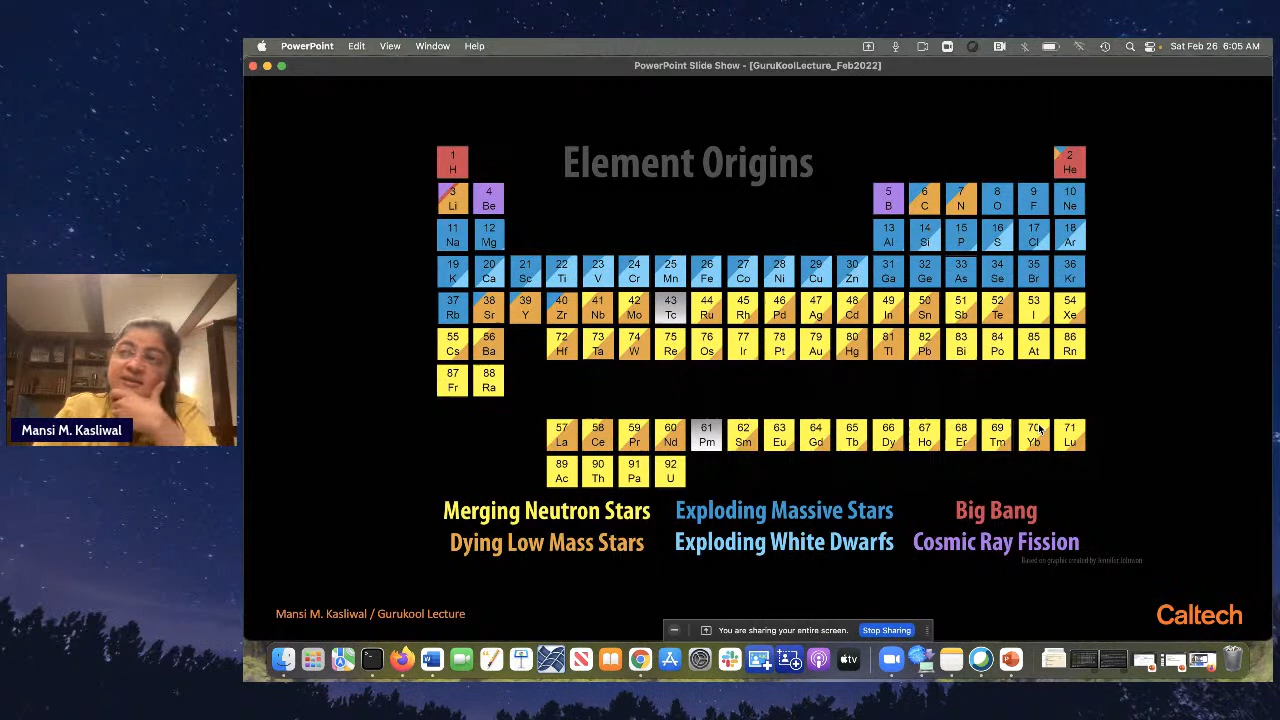 PowerPoint Edit View Window Help Sat Feb 26 6:05 AM
PowerPoint Slide Show - [GuruKoolLecture_Feb2022]
Element Origins
1 2
H He
3 4 5 6 7 8 9 10
Li Be B C N O F Ne
11 12 13 14 15 16 17 18
Na Mg Al Si P S Cl Ar
19 20 21 22 23 24 25 26 27 28 29 30 31 32 33 34 35 36
K Ca Sc Ti V Cr Mn Fe Co Ni Cu Zn Ga Ge As Se Br Kr
37 38 39 40 41 42 43 44 45 46 47 48 49 50 51 52 53 54
Rb Sr Y Zr Nb Mo Tc Ru Rh Pd Ag Cd In Sn Sb Te I Xe
55 56 72 73 74 75 76 77 78 79 80 81 82 83 84 85 86
Cs Ba Hf Ta W Re Os Ir Pt Au Hg Tl Pb Bi Po At Rn
87 88
Fr Ra
57 58 59 60 61 62 63 64 65 66 67 68 69 70 71
La Ce Pr Nd Pm Sm Eu Gd Tb Dy Ho Er Tm Yb Lu
89 90 91 92
Ac Th Pa U
Merging Neutron Stars Exploding Massive Stars Big Bang
Dying Low Mass Stars Exploding White Dwarfs Cosmic Ray Fission
Based on graphic created by Jennifer Johnson
Mansi M. Kasliwal / Gurukool Lecture
Caltech
You are sharing your entire screen. Stop Sharing
Mansi M. Kasliwal
tv